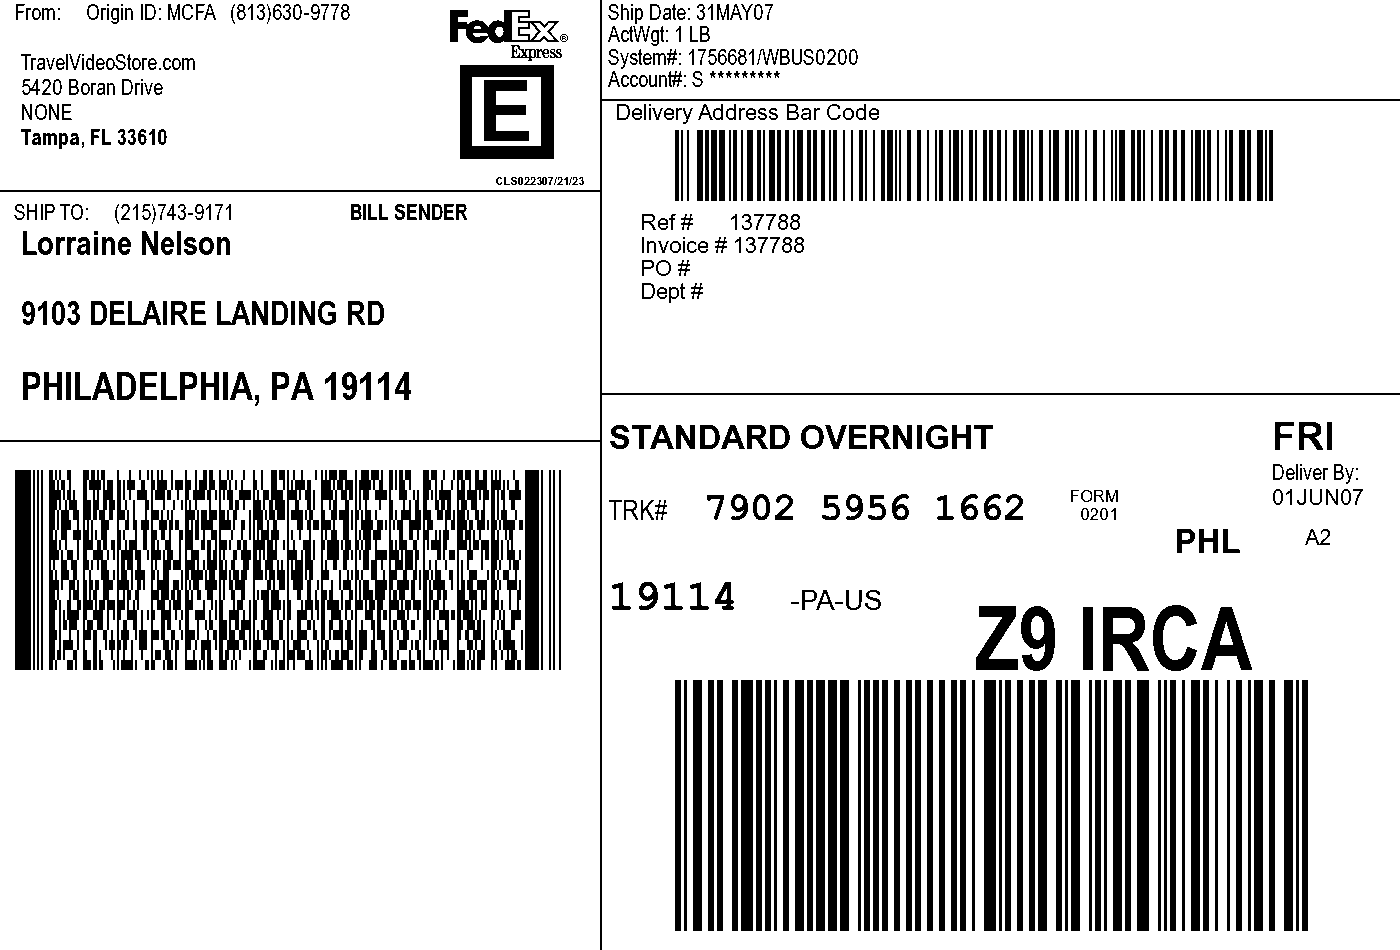 From: Origin ID: MCFA (813)630-9778
TravelVideoStore.com
5420 Boran Drive
NONE
Tampa, FL 33610
FedEx®
Express
E
CLS022307/21/23
Ship Date: 31MAY07
ActWgt: 1 LB
System#: 1756681/WBUS0200
Account#: S *********
Delivery Address Bar Code
Ref # 137788
Invoice # 137788
PO #
Dept #
SHIP TO: (215)743-9171 BILL SENDER
Lorraine Nelson
9103 DELAIRE LANDING RD
PHILADELPHIA, PA 19114
STANDARD OVERNIGHT
FRI
Deliver By:
01JUN07
TRK# 7902 5956 1662
FORM
0201
PHL
A2
19114 -PA-US
Z9 IRCA